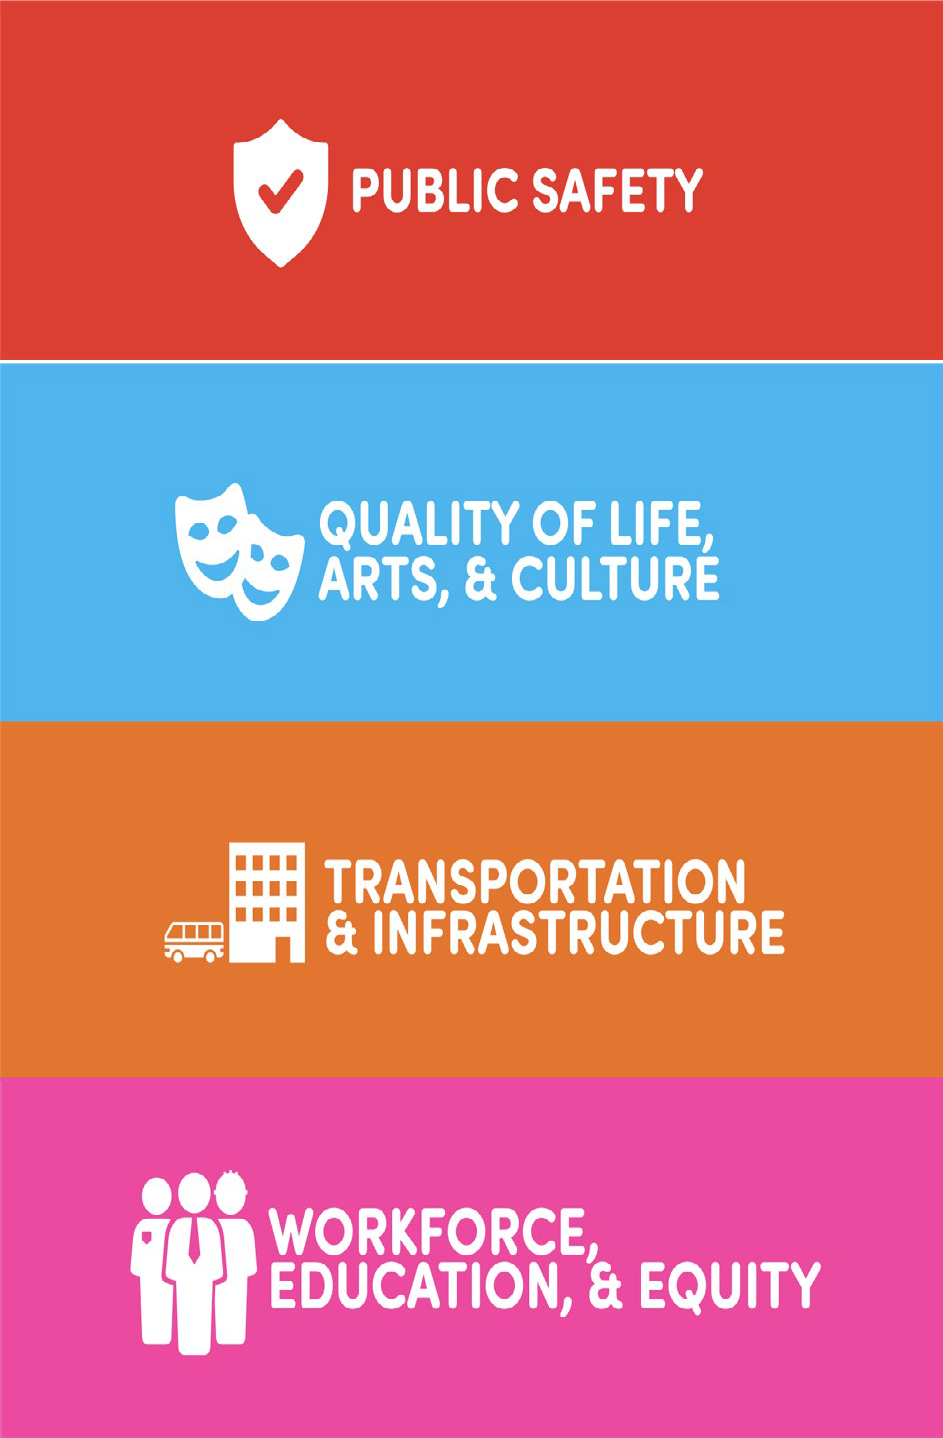 PUBLIC SAFETY
QUALITY OF LIFE,
ARTS, & CULTURE
TRANSPORTATION
& INFRASTRUCTURE
WORKFORCE,
EDUCATION, & EQUITY